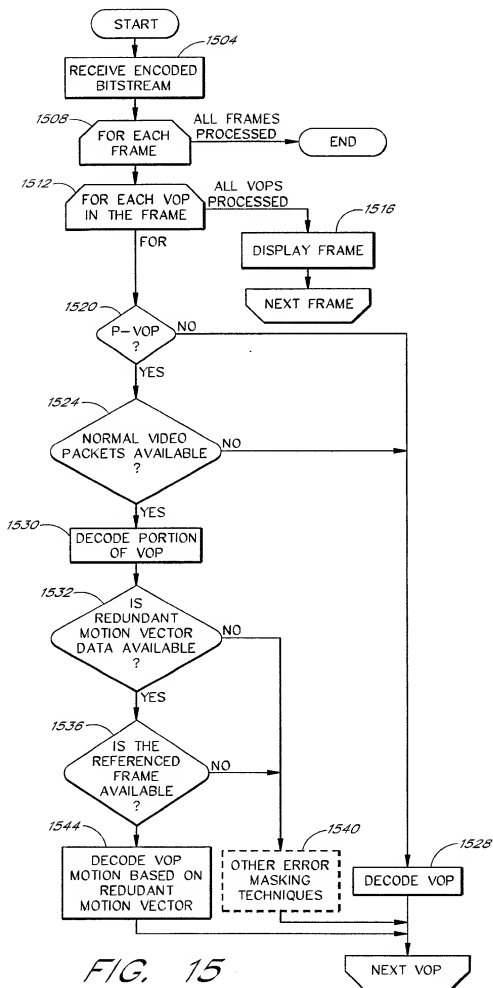 START
1504
RECEIVE ENCODED
BITSTREAM
1508
FOR EACH
FRAME
ALL FRAMES
PROCESSED
END
1512
FOR EACH VOP
IN THE FRAME
ALL VOPS
PROCESSED
1516
FOR
DISPLAY FRAME
NEXT FRAME
1520
P-VOP
?
NO
YES
1524
NORMAL VIDEO
PACKETS AVAILABLE
?
NO
YES
1530
DECODE PORTION
OF VOP
1532
IS
REDUNDANT
MOTION VECTOR
DATA AVAILABLE
?
NO
YES
1536
IS THE
REFERENCED
FRAME
AVAILABLE
?
NO
1544
DECODE VOP
MOTION BASED ON
REDUDANT
MOTION VECTOR
1540
OTHER ERROR
MASKING
TECHNIQUES
1528
DECODE VOP
NEXT VOP
FIG. 15